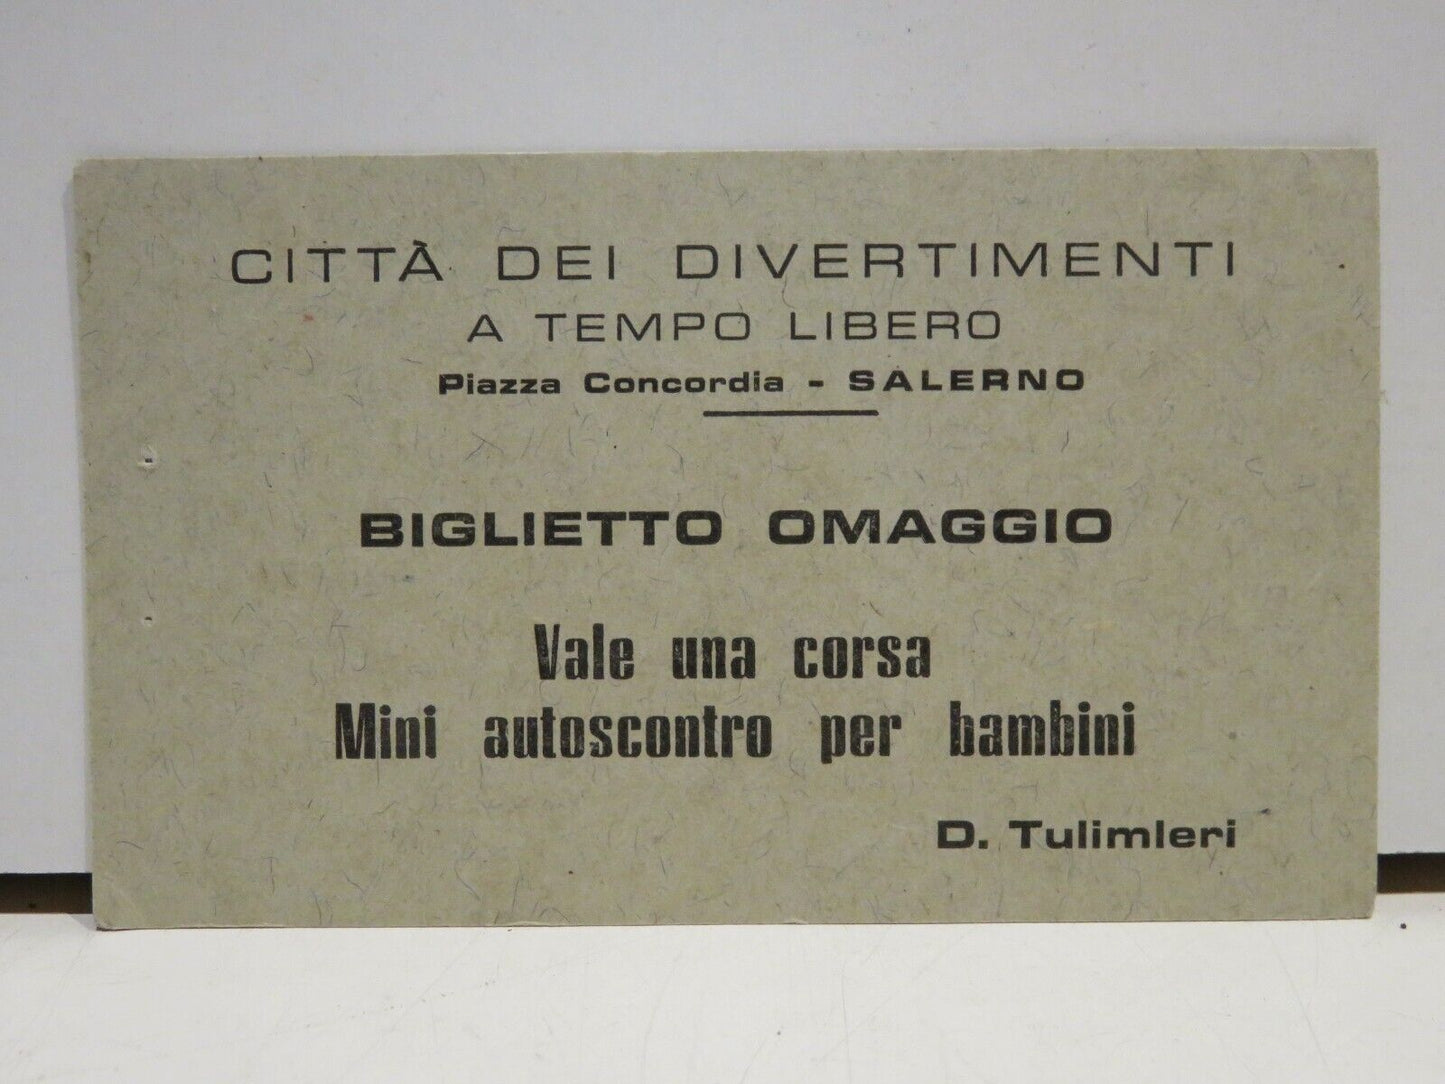 CITTÀ DEI DIVERTIMENTI
A TEMPO LIBERO
Piazza Concordia - SALERNO
BIGLIETTO OMAGGIO
Vale una corsa
Mini autoscontro per bambini
D. Tulimleri